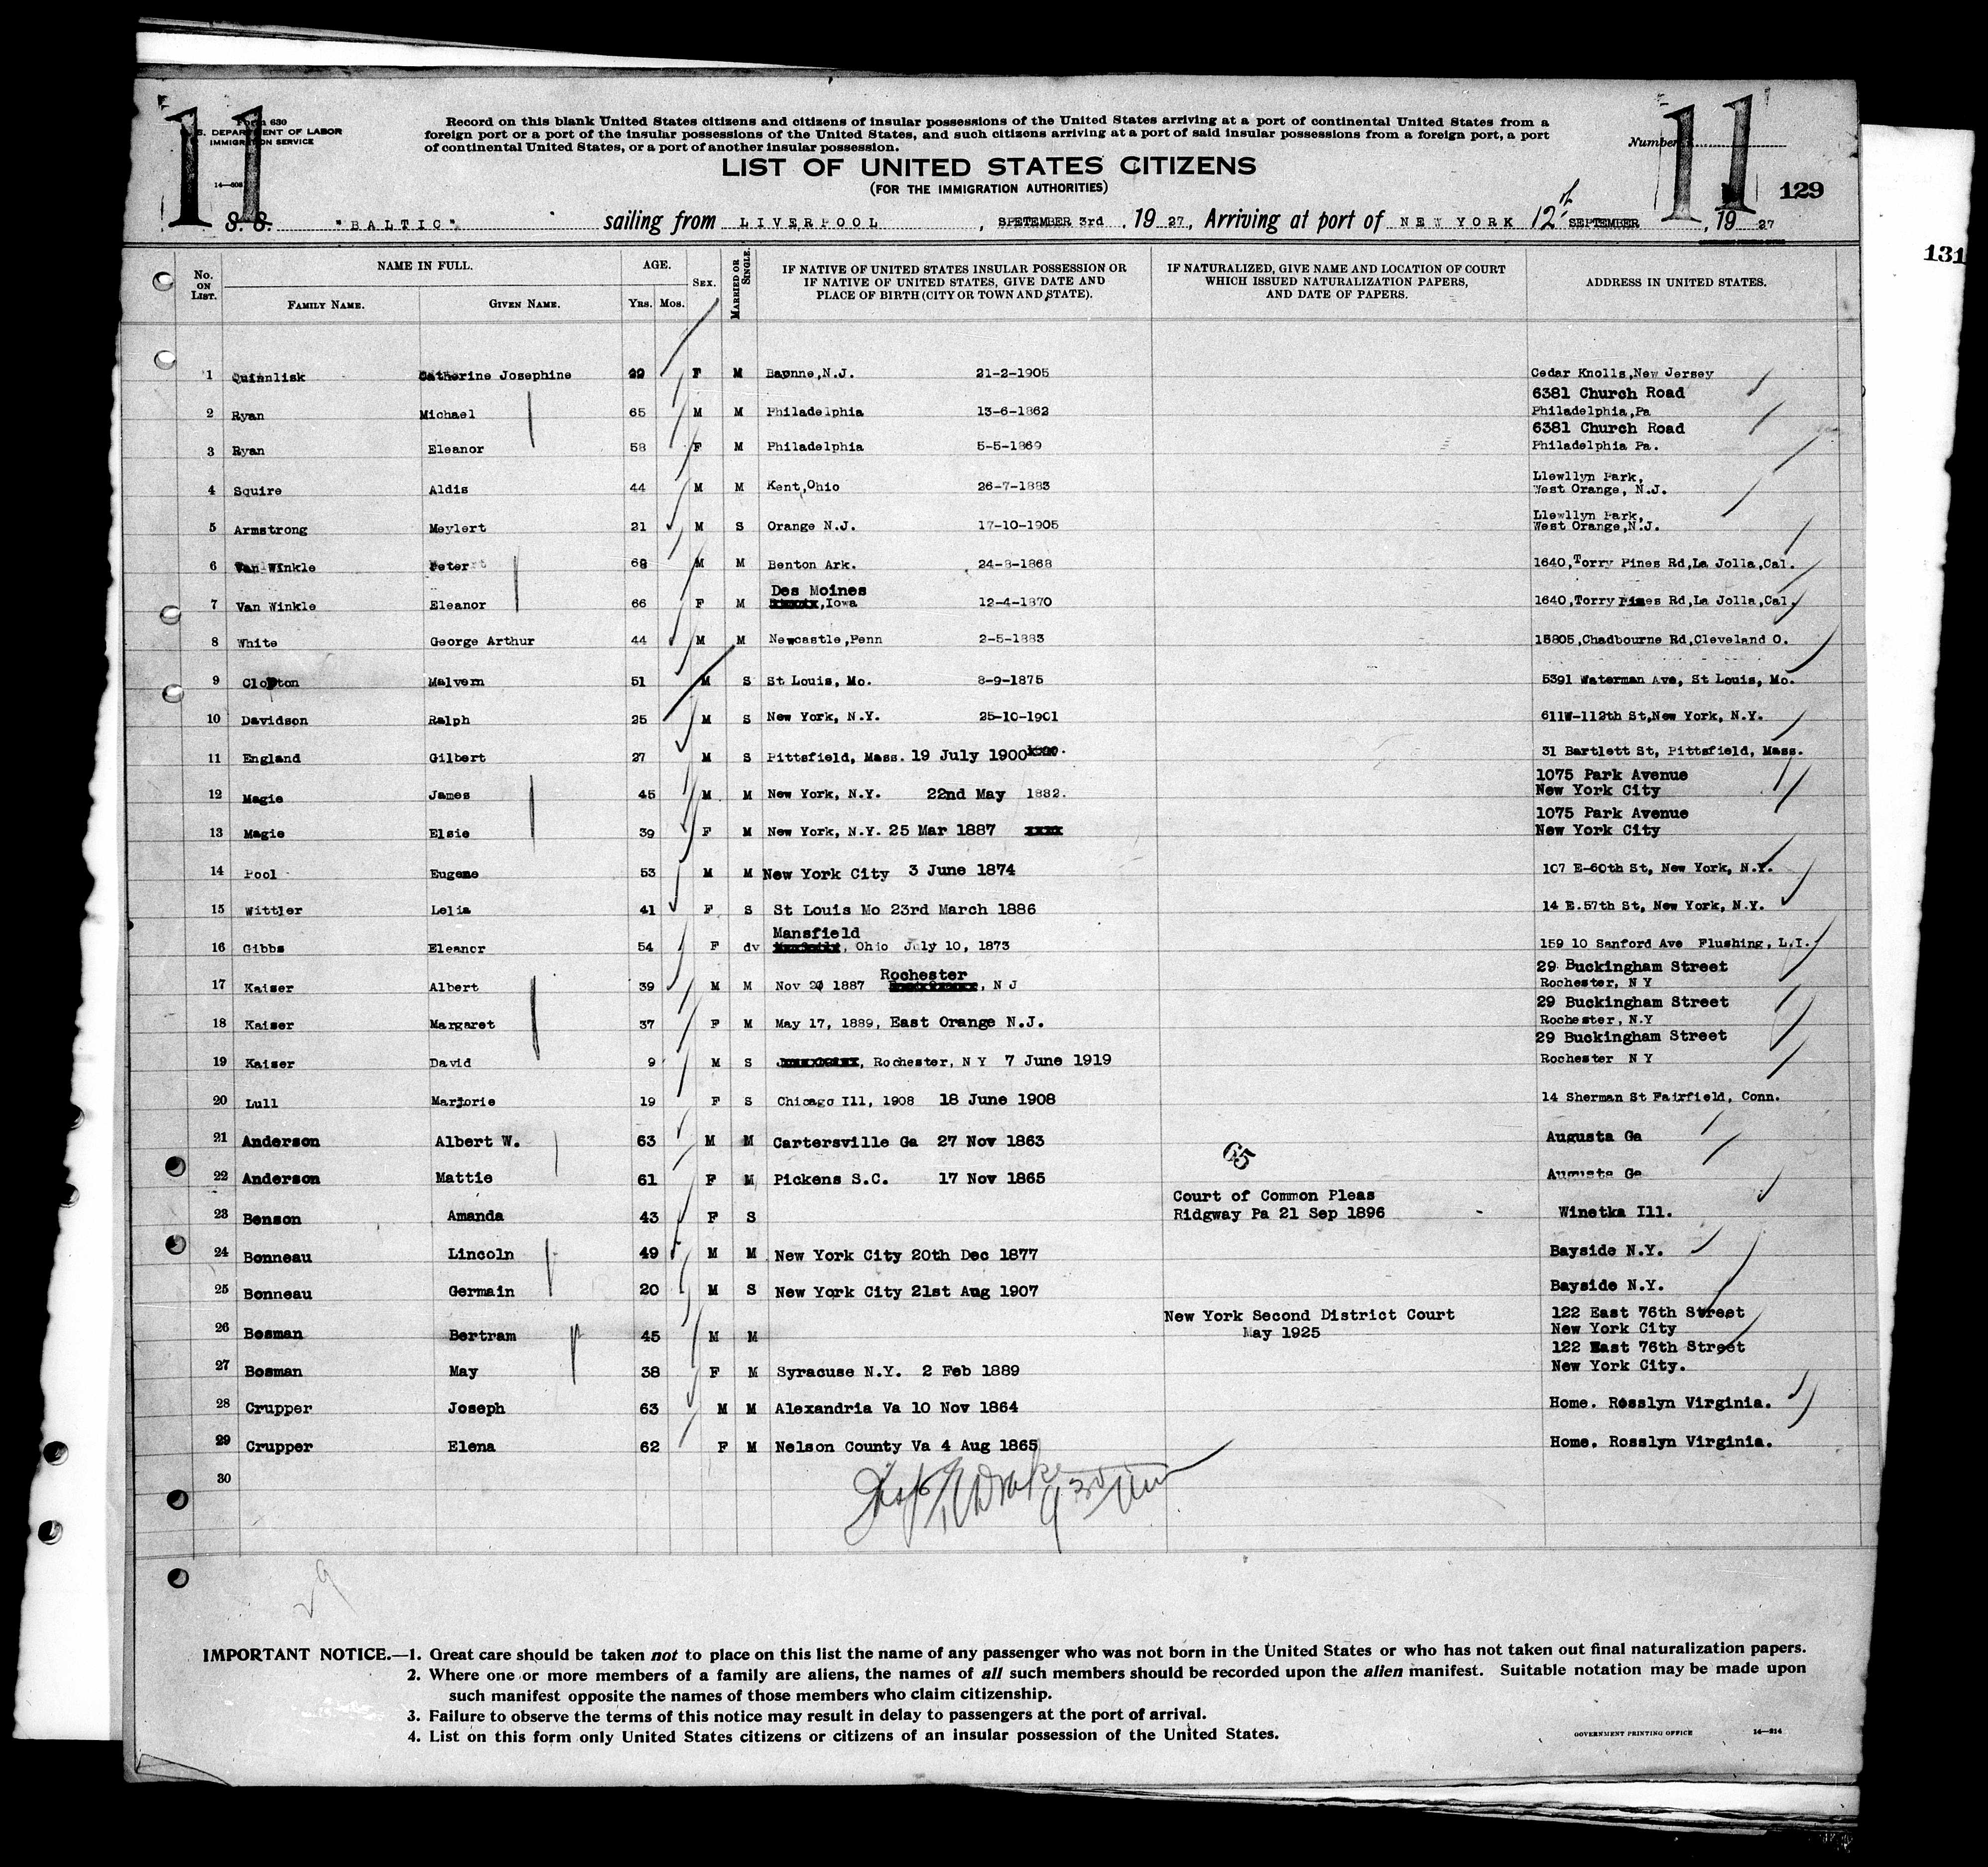 11
11
Form 630
U. S. DEPARTMENT OF LABOR
IMMIGRATION SERVICE
Record on this blank United States citizens and citizens of insular possessions of the United States arriving at a port of continental United States from a
foreign port or a port of the insular possessions of the United States, and such citizens arriving at a port of said insular possessions from a foreign port, a port
of continental United States, or a port of another insular possession.
Number
LIST OF UNITED STATES CITIZENS
(FOR THE IMMIGRATION AUTHORITIES)
129
131
S. S. "BALTIC" sailing from LIVERPOOL, SPETEMBER 3rd, 1927, Arriving at port of NEW YORK 12th SEPTEMBER, 1927
No. ON LIST. NAME IN FULL. AGE. SEX. MARRIED OR SINGLE. IF NATIVE OF UNITED STATES INSULAR POSSESSION OR IF NATIVE OF UNITED STATES, GIVE DATE AND PLACE OF BIRTH (CITY OR TOWN AND STATE). IF NATURALIZED, GIVE NAME AND LOCATION OF COURT WHICH ISSUED NATURALIZATION PAPERS, AND DATE OF PAPERS. ADDRESS IN UNITED STATES.
FAMILY NAME. GIVEN NAME. Yrs. Mos.
1 Quinnlisk Catherine Josephine 22 F M Bayonne, N.J. 21-2-1905 Cedar Knolls, New Jersey
6381 Church Road
2 Ryan Michael 65 M M Philadelphia 13-6-1862 Philadelphia, Pa
6381 Church Road
3 Ryan Eleanor 58 F M Philadelphia 5-5-1869 Philadelphia Pa.
Llewllyn Park,
4 Squire Aldis 44 M M Kent, Ohio 26-7-1883 West Orange, N.J.
Llewllyn Park,
5 Armstrong Meylert 21 M S Orange N.J. 17-10-1905 West Orange, N.J.
6 Van Winkle Peter M M Benton Ark. 24-8-1868 1640, Torry Pines Rd, La Jolla, Cal.
Des Moines
7 Van Winkle Eleanor 66 F M , Iowa 12-4-1870 1640, Torry Pines Rd, La Jolla, Cal.
8 White George Arthur 44 M M Newcastle, Penn 2-5-1883 18805, Chadbourne Rd, Cleveland O.
9 Clopton Malvern 51 M S St Louis, Mo. 8-9-1875 5391 Waterman Ave, St Louis, Mo.
10 Davidson Ralph 25 M S New York, N.Y. 25-10-1901 611W-112th St, New York, N.Y.
11 England Gilbert 27 M S Pittsfield, Mass. 19 July 1900 31 Bartlett St, Pittsfield, Mass.
1075 Park Avenue
12 Magie James 45 M M New York, N.Y. 22nd May 1882. New York City
1075 Park Avenue
13 Magie Elsie 39 F M New York, N.Y. 25 Mar 1887 xxxx New York City
14 Pool Eugene 53 M M New York City 3 June 1874 107 E-60th St, New York, N.Y.
15 Wittler Lelia 41 F S St Louis Mo 23rd March 1886 14 E.57th St, New York, N.Y.
Mansfield
16 Gibbs Eleanor 54 F dv , Ohio July 10, 1873 159 10 Sanford Ave Flushing, L.I.
Rochester 29 Buckingham Street
17 Kaiser Albert 39 M M Nov 20 1887 , N J Rochester, N Y
29 Buckingham Street
18 Kaiser Margaret 37 F M May 17, 1889, East Orange N.J. Rochester, N.Y
29 Buckingham Street
19 Kaiser David 9 M S , Rochester, N Y 7 June 1919 Rochester N Y
20 Lull Marjorie 19 F S Chicago Ill, 1908 18 June 1908 14 Sherman St Fairfield, Conn.
21 Anderson Albert W. 63 M M Cartersville Ga 27 Nov 1863 Augusta Ga
65
22 Anderson Mattie 61 F M Pickens S.C. 17 Nov 1865 Augusta Ga
Court of Common Pleas
23 Benson Amanda 43 F S Ridgway Pa 21 Sep 1896 Winetka Ill.
24 Bonneau Lincoln 49 M M New York City 20th Dec 1877 Bayside N.Y.
25 Bonneau Germain 20 M S New York City 21st Aug 1907 Bayside N.Y.
New York Second District Court 122 East 76th Street
26 Bosman Bertram 45 M M May 1925 New York City
122 East 76th Street
27 Bosman May 38 F M Syracuse N.Y. 2 Feb 1889 New York City.
28 Crupper Joseph 63 M M Alexandria Va 10 Nov 1864 Home. Rosslyn Virginia.
29 Crupper Elena 62 F M Nelson County Va 4 Aug 1865 Home. Rosslyn Virginia.
30
29
IMPORTANT NOTICE.—1. Great care should be taken not to place on this list the name of any passenger who was not born in the United States or who has not taken out final naturalization papers.
2. Where one or more members of a family are aliens, the names of all such members should be recorded upon the alien manifest. Suitable notation may be made upon
such manifest opposite the names of those members who claim citizenship.
3. Failure to observe the terms of this notice may result in delay to passengers at the port of arrival.
4. List on this form only United States citizens or citizens of an insular possession of the United States.
GOVERNMENT PRINTING OFFICE 14—214